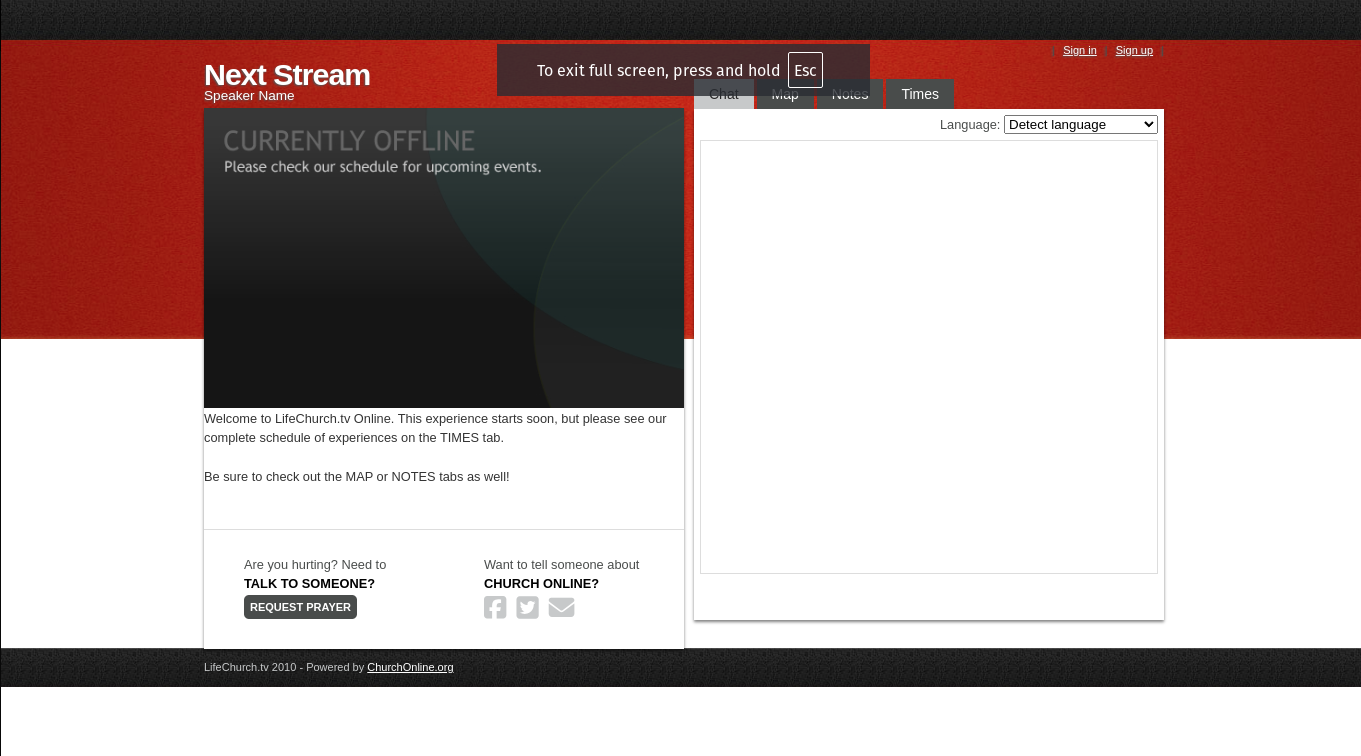 Sign in Sign up
To exit full screen, press and hold Esc
Next Stream
Speaker Name
Chat Map Notes Times
Language: Detect language
CURRENTLY OFFLINE
Please check our schedule for upcoming events.
Welcome to LifeChurch.tv Online. This experience starts soon, but please see our
complete schedule of experiences on the TIMES tab.
Be sure to check out the MAP or NOTES tabs as well!
Are you hurting? Need to
TALK TO SOMEONE?
REQUEST PRAYER
Want to tell someone about
CHURCH ONLINE?
LifeChurch.tv 2010 - Powered by ChurchOnline.org